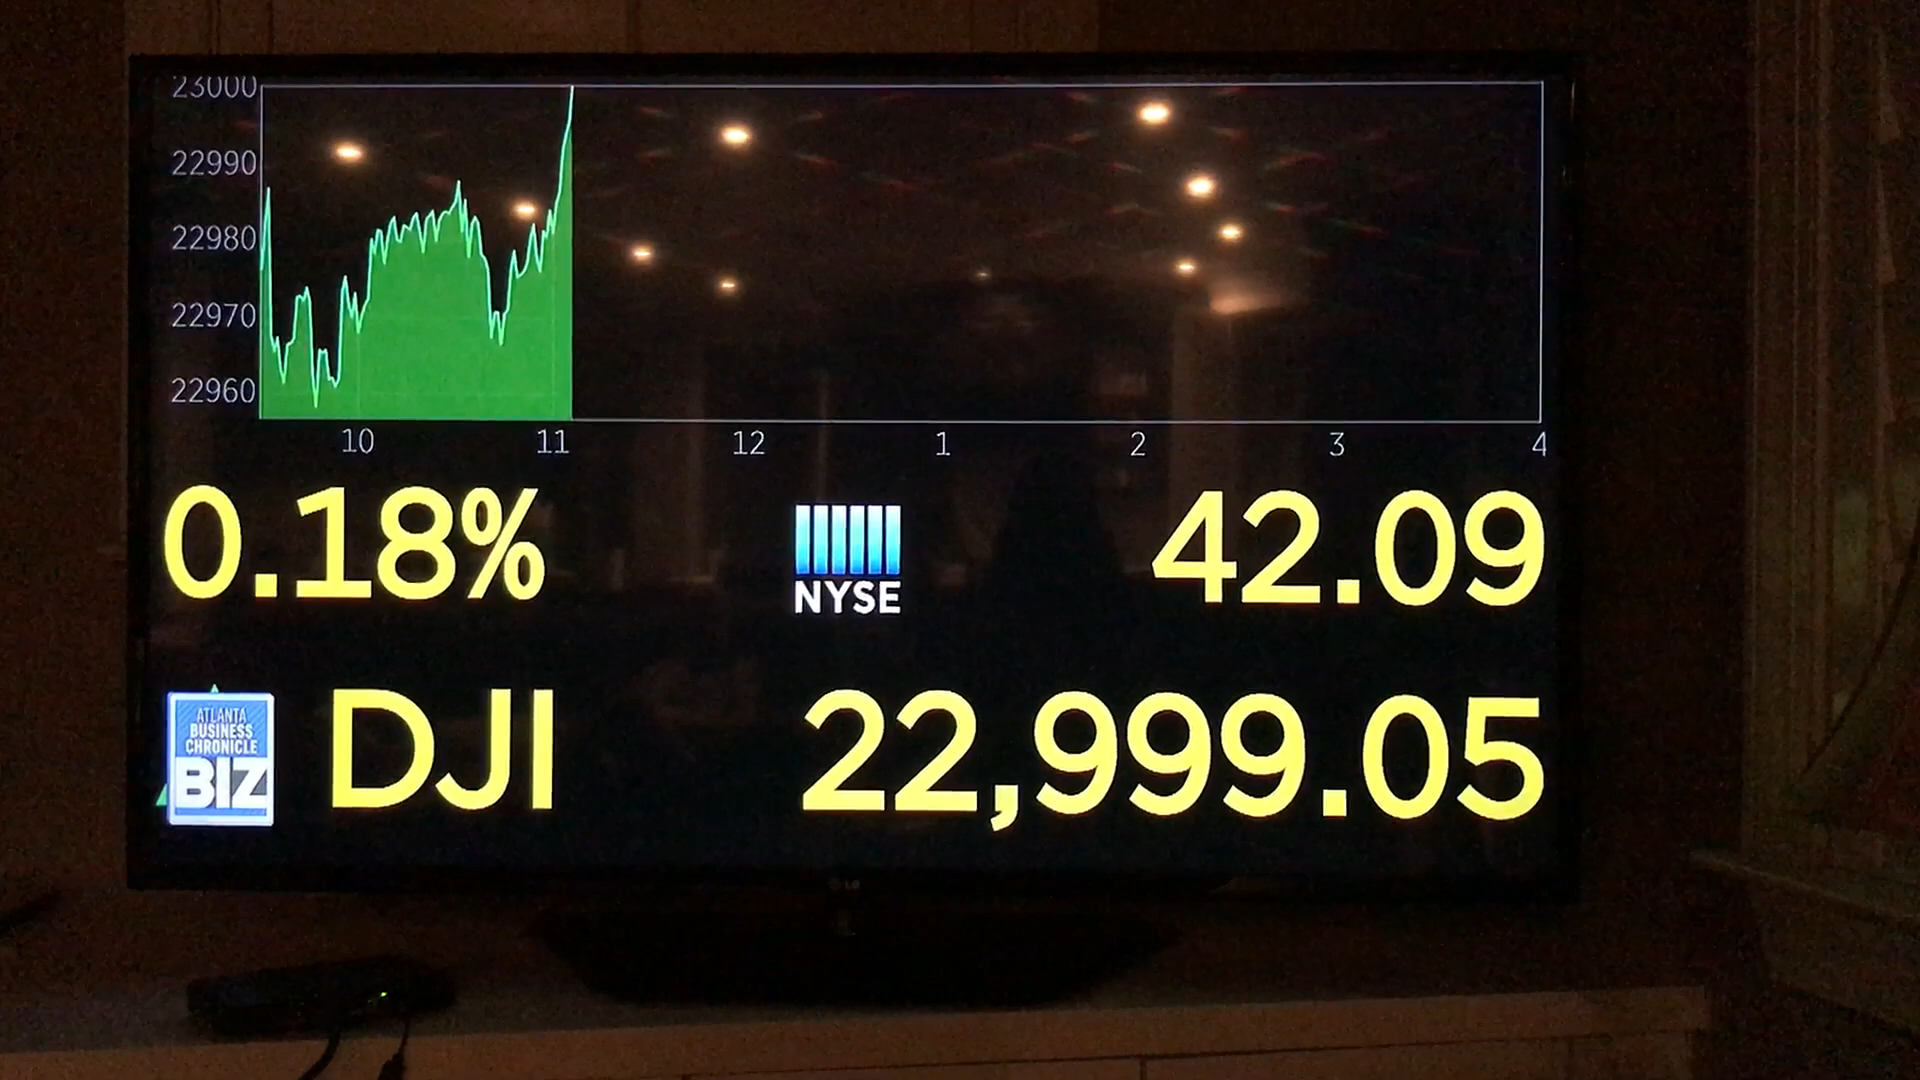 23000
22990
22980
22970
22960
10 11 12 1 2 3 4
0.18%
NYSE
42.09
ATLANTA
BUSINESS
CHRONICLE
BIZ
DJI
22,999.05
LG